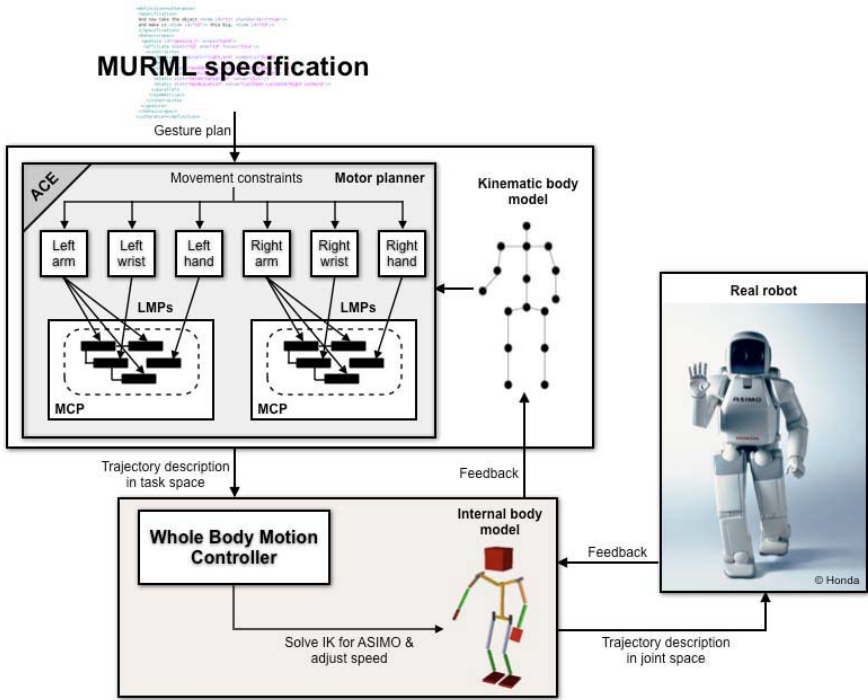 MURML specification
Gesture plan
ACE
Movement constraints
Motor planner
Kinematic body
model
Left
arm
Left
wrist
Left
hand
Right
arm
Right
wrist
Right
hand
LMPs
LMPs
MCP
MCP
Real robot
ASIMO
HONDA
© Honda
Trajectory description
in task space
Feedback
Whole Body Motion
Controller
Internal body
model
Feedback
Solve IK for ASIMO &
adjust speed
Trajectory description
in joint space